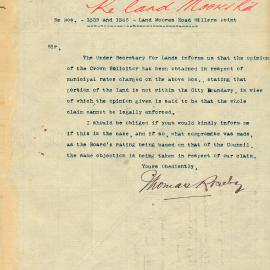 Re Land Moores Rd
Re Nos, - 1339 and 1346 - Land Moores Road Millers Point
Sir,
The Under Secretary for Lands informs us that the opinion
of the Crown Solicitor has been obtained in respect of
municipal rates charged on the above Nos, stating that
portion of the land is not within the City Boundary, in view
of which the opinion given is said to be that the whole
claim cannot be legally enforced.
I should be obliged if you would kindly inform me
if this is the case, and if so, what compromise was made,
as the Board's rating being based on that of the Council,
the same objection is being taken in respect of our claim.
Yours Obediently,
Thomas Roseby